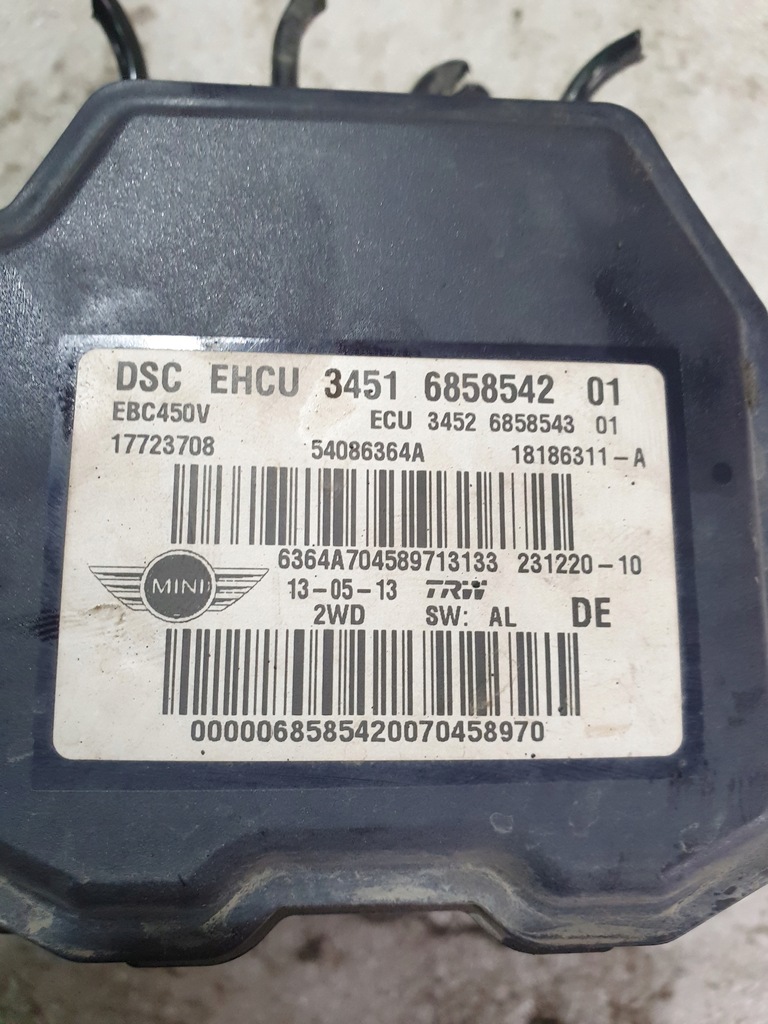 DSC EHCU 3451 6858542 01
EBC450V ECU 3452 6858543 01
17723708 54086364A 18186311-A
6364A704589713133 231220-10
MINI 13-05-13 TRW
2WD SW: AL DE
0000068585420070458970